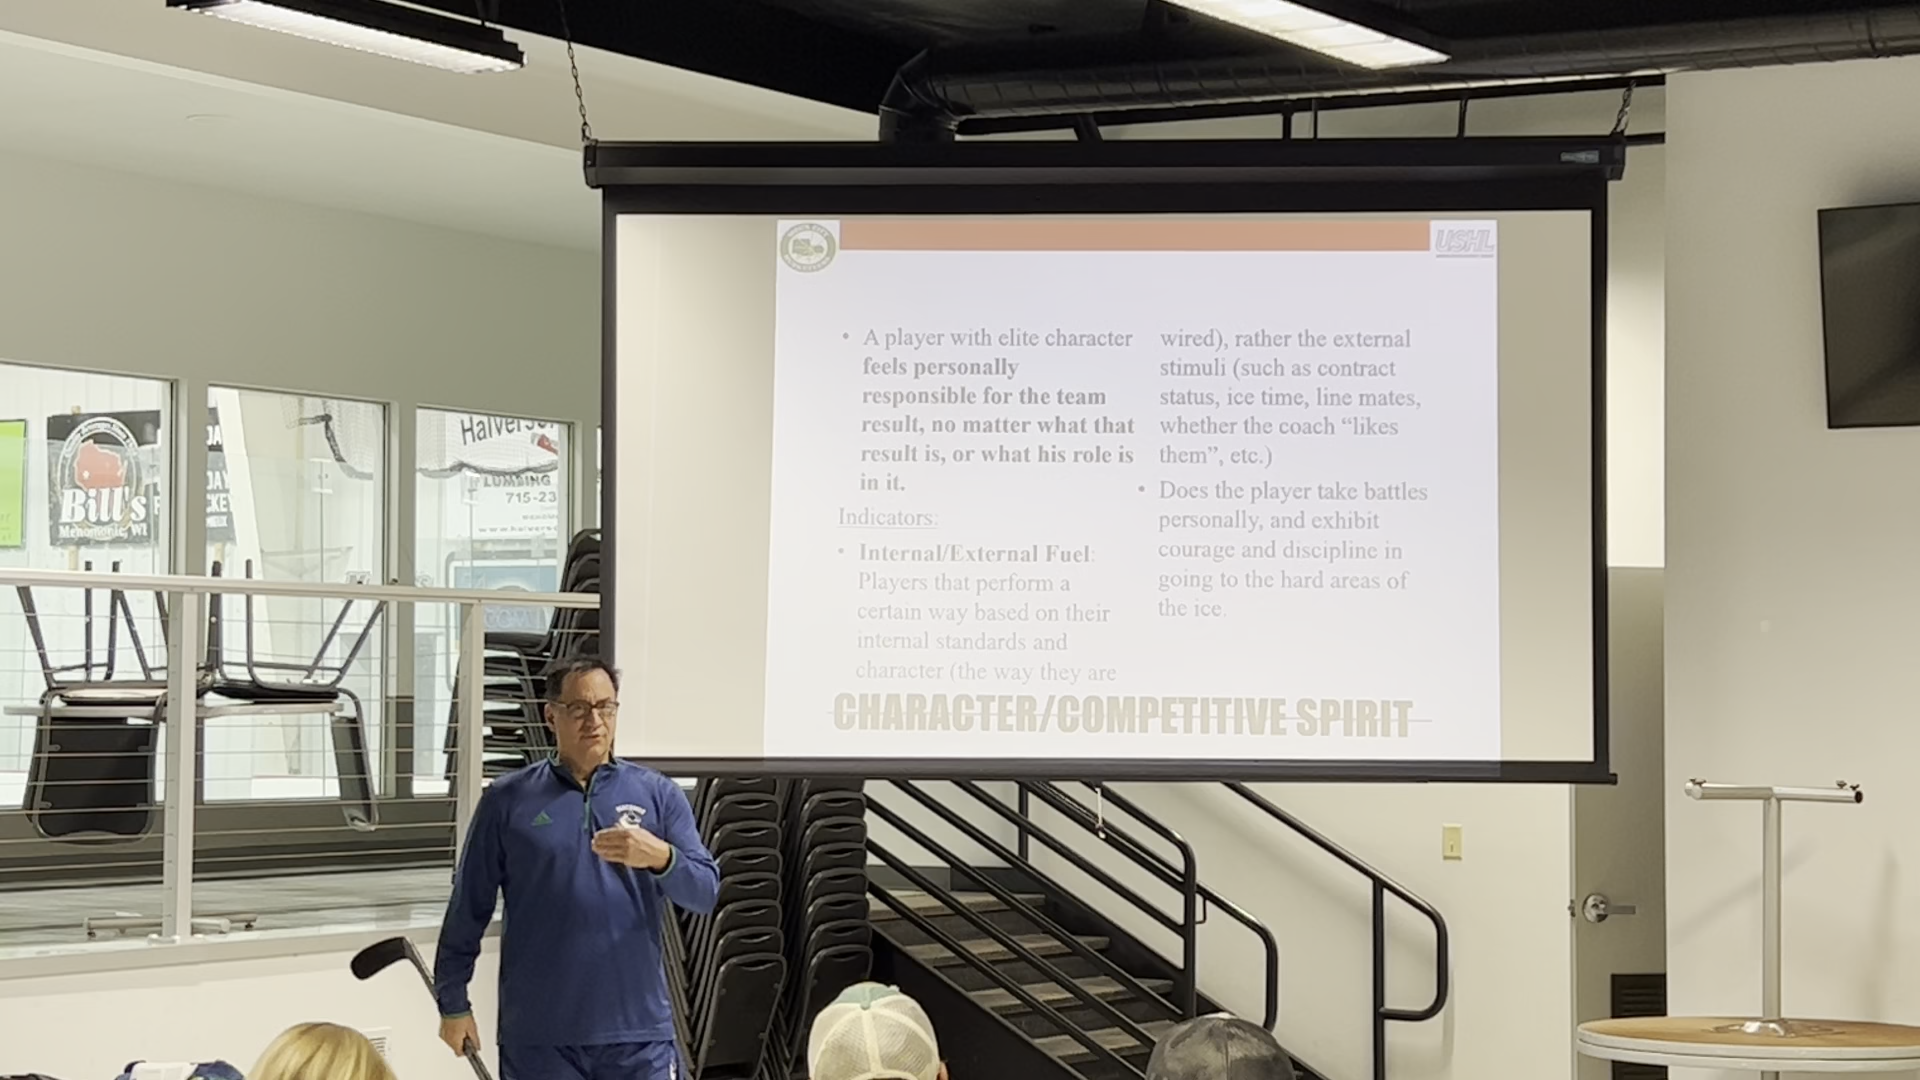 USHL
• A player with elite character
feels personally
responsible for the team
result, no matter what that
result is, or what his role is
in it.
Indicators:
• Internal/External Fuel:
Players that perform a
certain way based on their
internal standards and
character (the way they are
wired), rather the external
stimuli (such as contract
status, ice time, line mates,
whether the coach “likes
them”, etc.)
• Does the player take battles
personally, and exhibit
courage and discipline in
going to the hard areas of
the ice.
CHARACTER/COMPETITIVE SPIRIT
Bill's
Menomonie, WI
715-23